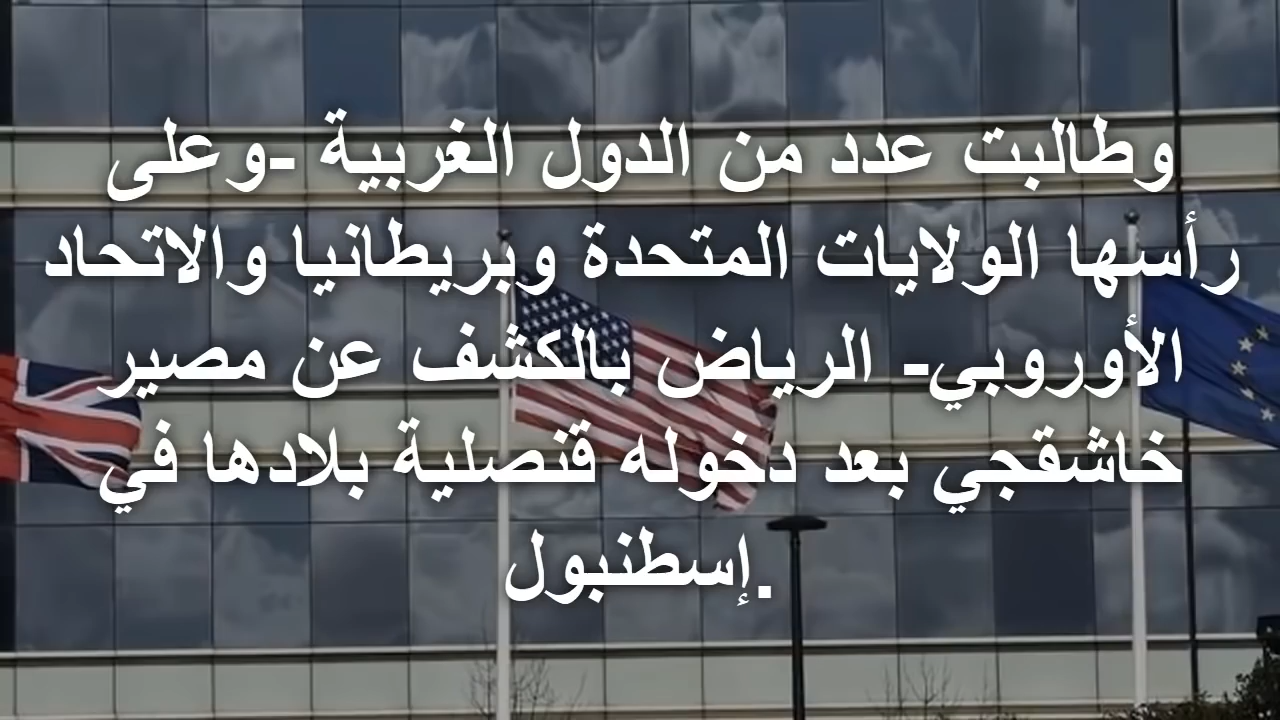 وطالبت عدد من الدول الغربية -وعلى
رأسها الولايات المتحدة وبريطانيا والاتحاد
الأوروبي- الرياض بالكشف عن مصير
خاشقجي بعد دخوله قنصلية بلادها في
إسطنبول.